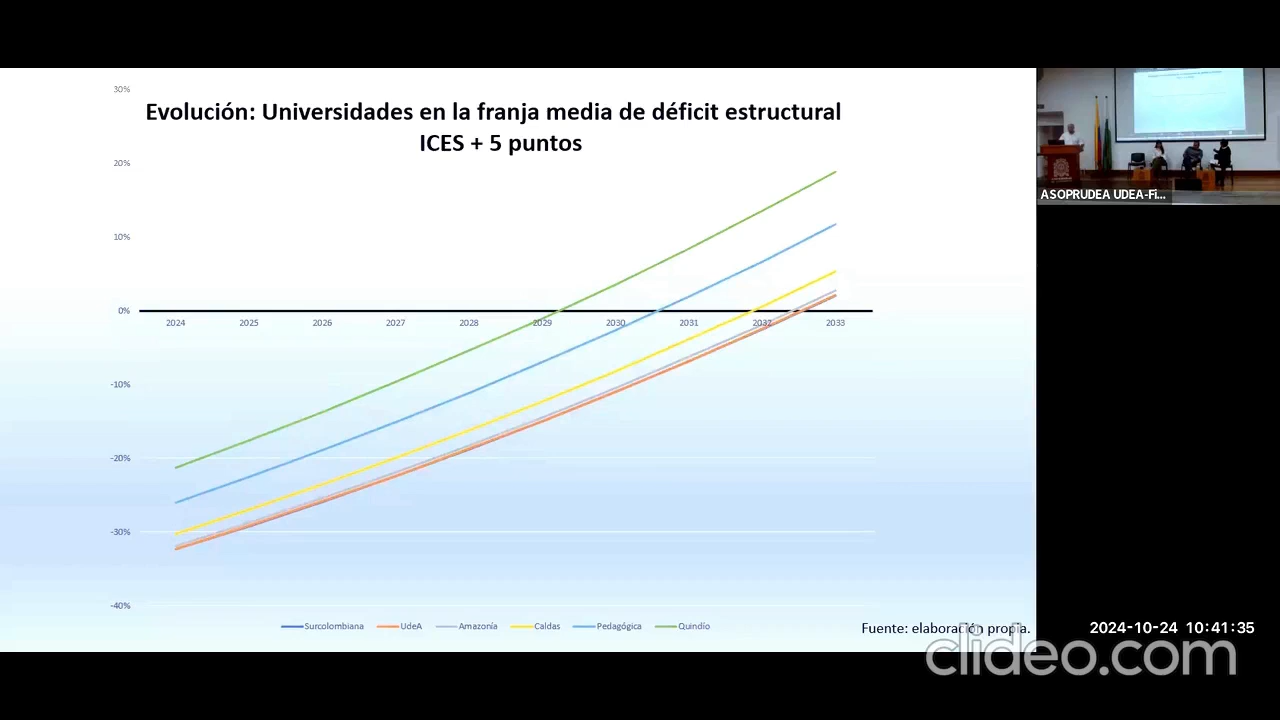 30%
Evolución: Universidades en la franja media de déficit estructural
ICES + 5 puntos
20%
10%
0%
2024 2025 2026 2027 2028 2029 2030 2031 2032 2033
-10%
-20%
-30%
-40%
Surcolombiana UdeA Amazonía Caldas Pedagógica Quindío
Fuente: elaboración propia.
ASOPRUDEA UDEA-Fi...
2024-10-24 10:41:35
clideo.com